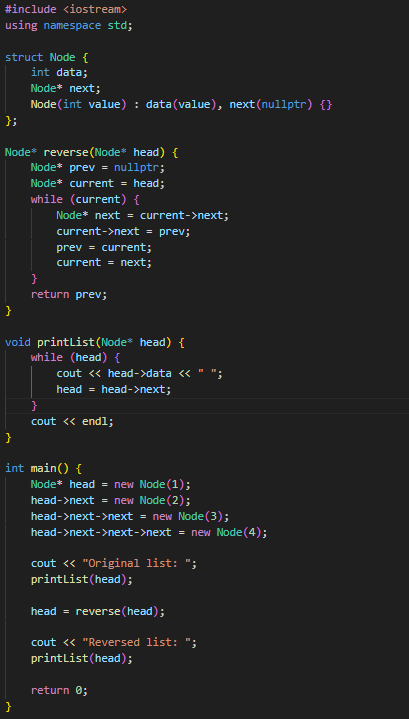 #include <iostream>
using namespace std;

struct Node {
    int data;
    Node* next;
    Node(int value) : data(value), next(nullptr) {}
};

Node* reverse(Node* head) {
    Node* prev = nullptr;
    Node* current = head;
    while (current) {
        Node* next = current->next;
        current->next = prev;
        prev = current;
        current = next;
    }
    return prev;
}

void printList(Node* head) {
    while (head) {
        cout << head->data << " ";
        head = head->next;
    }
    cout << endl;
}

int main() {
    Node* head = new Node(1);
    head->next = new Node(2);
    head->next->next = new Node(3);
    head->next->next->next = new Node(4);

    cout << "Original list: ";
    printList(head);

    head = reverse(head);

    cout << "Reversed list: ";
    printList(head);

    return 0;
}